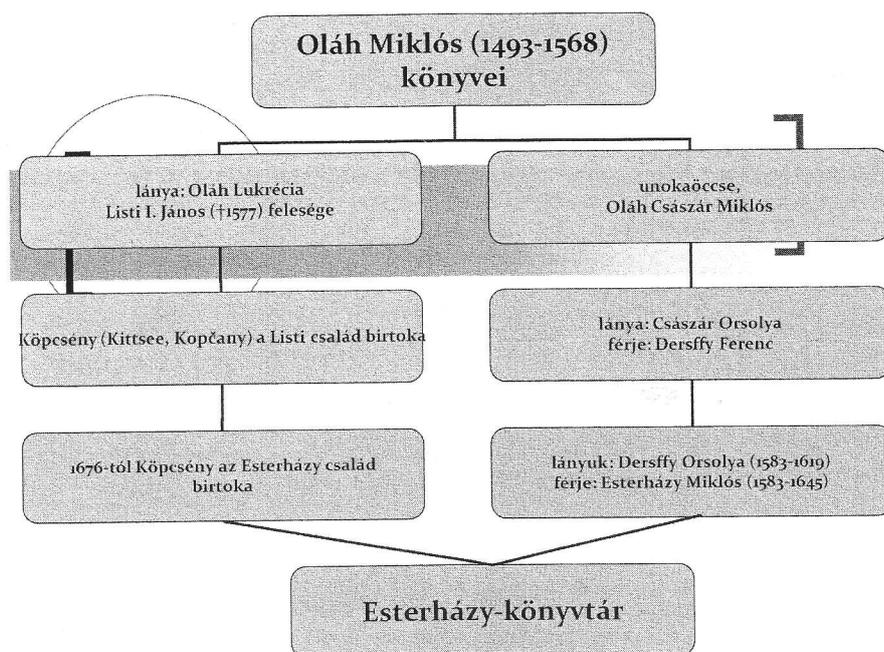 Oláh Miklós (1493-1568)
könyvei
lánya: Oláh Lukrécia
Listi I. János (†1577) felesége
unokaöccse,
Oláh Császár Miklós
Köpcsény (Kittsee, Kopčany) a Listi család birtoka
lánya: Császár Orsolya
férje: Dersffy Ferenc
1676-tól Köpcsény az Esterházy család
birtoka
lányuk: Dersffy Orsolya (1583-1619)
férje: Esterházy Miklós (1583-1645)
Esterházy-könyvtár